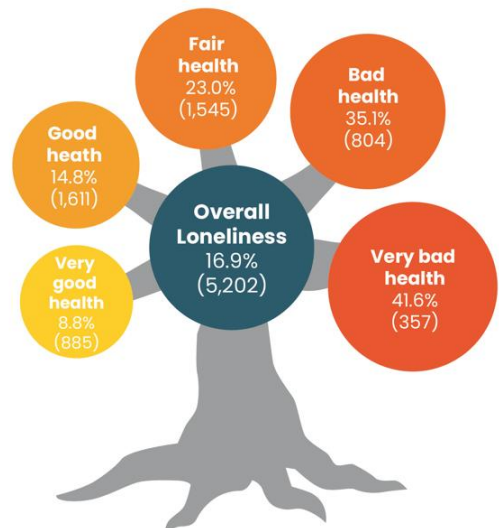 Fair
health
23.0%
(1,545)
Bad
health
35.1%
(804)
Good
heath
14.8%
(1,611)
Overall
Loneliness
16.9%
(5,202)
Very
good
health
8.8%
(885)
Very bad
health
41.6%
(357)